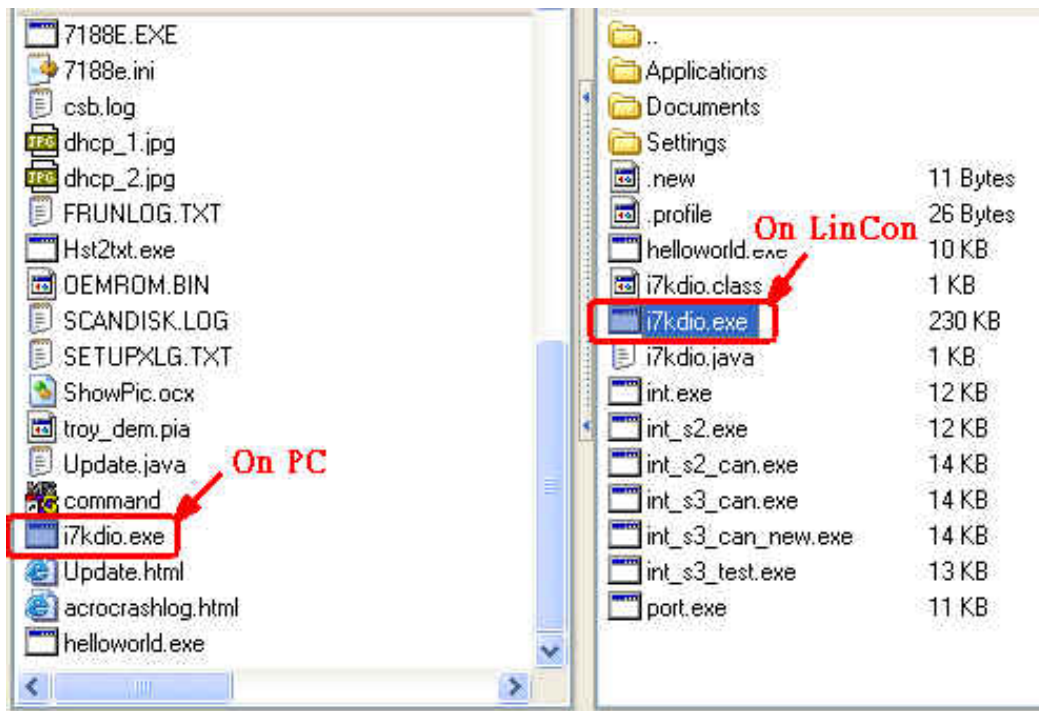 7188E.EXE
7188e.ini
csb.log
dhcp_1.jpg
dhcp_2.jpg
FRUNLOG.TXT
Hst2txt.exe
OEMROM.BIN
SCANDISK.LOG
SETUPXLG.TXT
ShowPic.ocx
troy_dem.pia
Update.java
On PC
command
i7kdio.exe
Update.html
acrocrashlog.html
helloworld.exe
..
Applications
Documents
Settings
.new 11 Bytes
.profile 26 Bytes
On LinCon
helloworld.exe 10 KB
i7kdio.class 1 KB
i7kdio.exe 230 KB
i7kdio.java 1 KB
int.exe 12 KB
int_s2.exe 12 KB
int_s2_can.exe 14 KB
int_s3_can.exe 14 KB
int_s3_can_new.exe 14 KB
int_s3_test.exe 13 KB
port.exe 11 KB